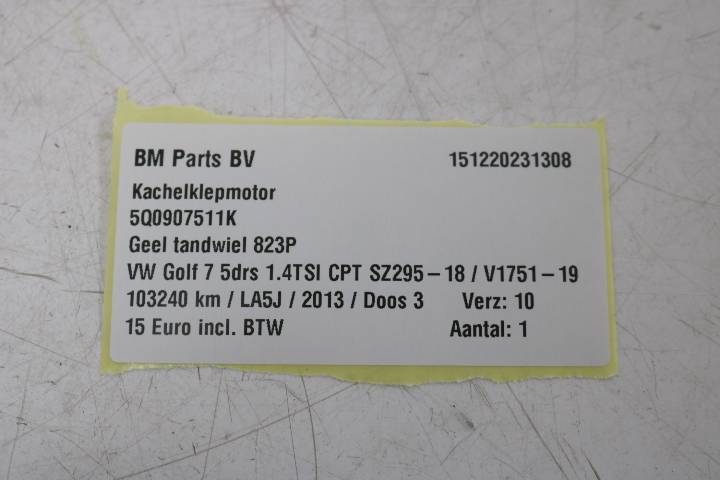 BM Parts BV 151220231308
Kachelklepmotor
5Q0907511K
Geel tandwiel 823P
VW Golf 7 5drs 1.4TSI CPT SZ295-18 / V1751-19
103240 km / LA5J / 2013 / Doos 3 Verz: 10
15 Euro incl. BTW Aantal: 1